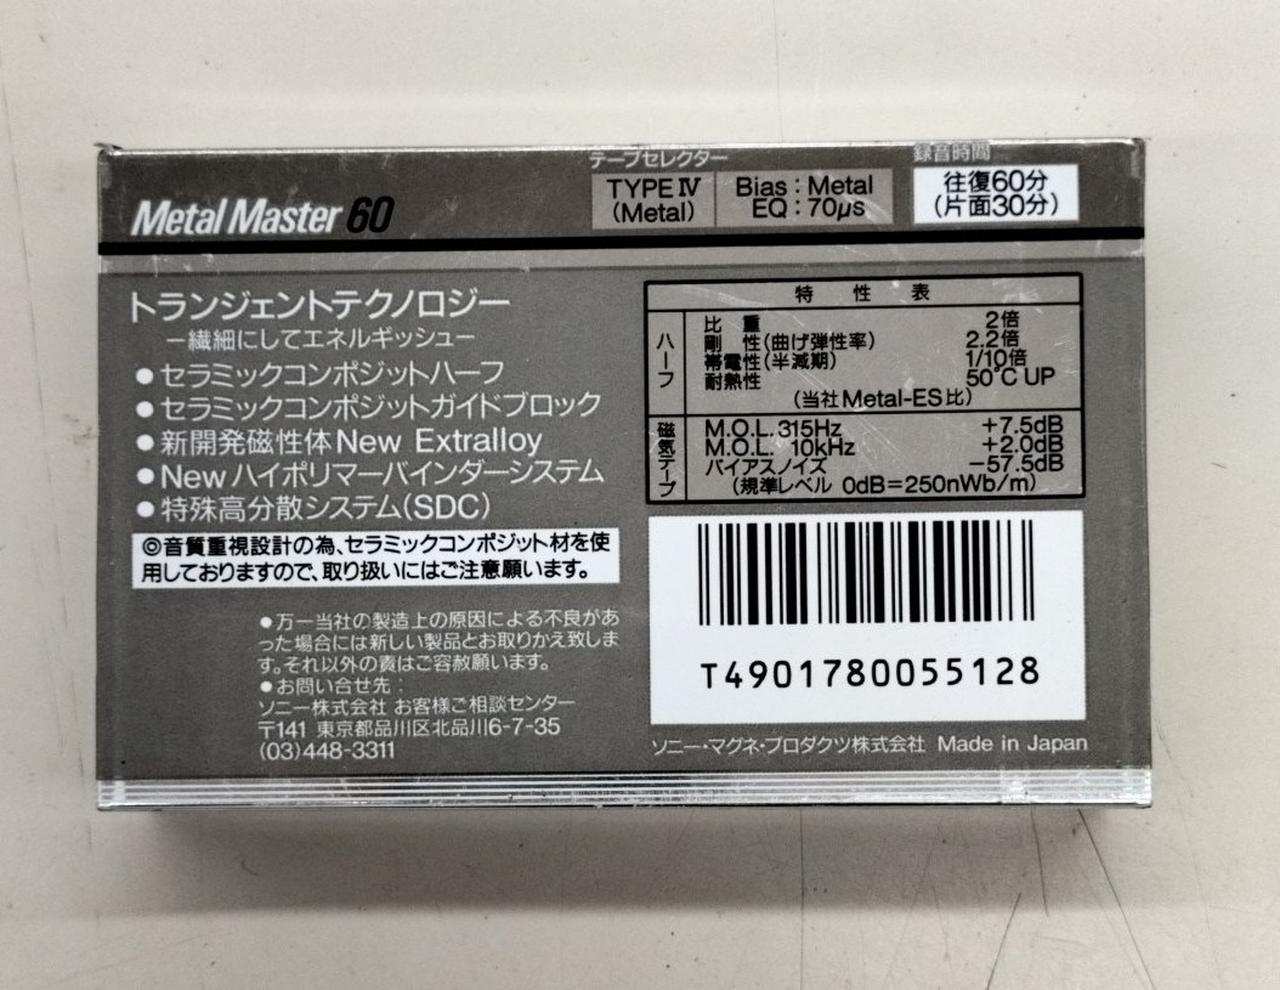 テープセレクター
録音時間
Metal Master 60
TYPE Ⅳ
(Metal)
Bias : Metal
EQ : 70μs
往復60分
(片面30分)
トランジェントテクノロジー
ー繊細にしてエネルギッシュー
●セラミックコンポジットハーフ
●セラミックコンポジットガイドブロック
●新開発磁性体New Extralloy
●Newハイポリマーバインダーシステム
●特殊高分散システム(SDC)
◎音質重視設計の為、セラミックコンポジット材を使
用しておりますので、取り扱いにはご注意願います。
●万一当社の製造上の原因による不良があ
った場合には新しい製品とお取りかえ致しま
す。それ以外の責はご容赦願います。
●お問い合せ先:
ソニー株式会社 お客様ご相談センター
〒141 東京都品川区北品川6-7-35
(03)448-3311
特性表
ハーフ
比重 2倍
剛性(曲げ弾性率) 2.2倍
帯電性(半減期) 1/10倍
耐熱性 50℃ UP
(当社Metal-ES比)
磁気テープ
M.O.L. 315Hz +7.5dB
M.O.L. 10kHz +2.0dB
バイアスノイズ −57.5dB
(規準レベル 0dB=250nWb/m)
T4901780055128
ソニー・マグネ・プロダクツ株式会社 Made in Japan